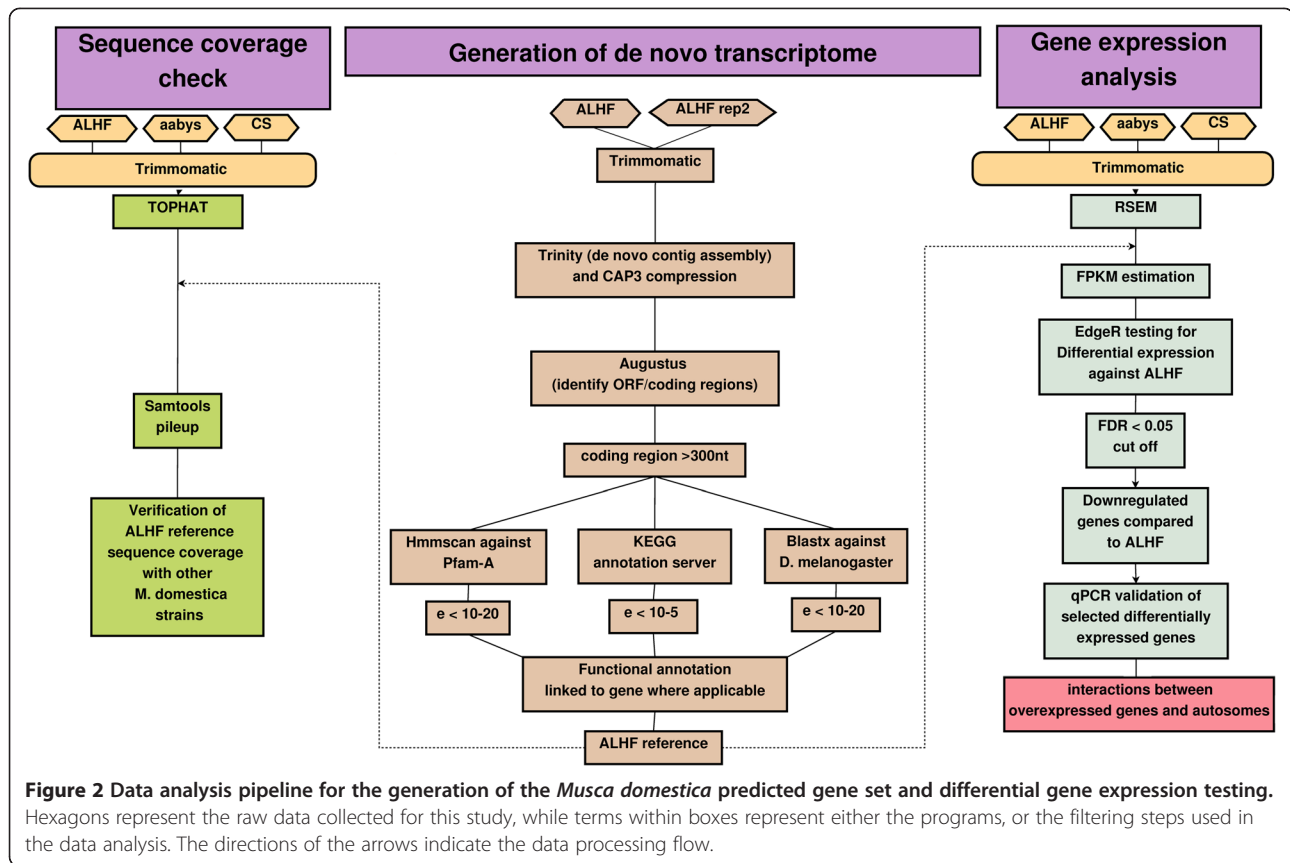 Sequence coverage
check
ALHF
aabys
CS
Trimmomatic
TOPHAT
Samtools
pileup
Verification of
ALHF reference
sequence coverage
with other
M. domestica
strains
Generation of de novo transcriptome
ALHF
ALHF rep2
Trimmomatic
Trinity (de novo contig assembly)
and CAP3 compression
Augustus
(identify ORF/coding regions)
coding region >300nt
Hmmscan against
Pfam-A
KEGG
annotation server
Blastx against
D. melanogaster
e < 10-20
e < 10-5
e < 10-20
Functional annotation
linked to gene where applicable
ALHF reference
Gene expression
analysis
ALHF
aabys
CS
Trimmomatic
RSEM
FPKM estimation
EdgeR testing for
Differential expression
against ALHF
FDR < 0.05
cut off
Downregulated
genes compared
to ALHF
qPCR validation of
selected differentially
expressed genes
interactions between
overexpressed genes and autosomes
Figure 2 Data analysis pipeline for the generation of the Musca domestica predicted gene set and differential gene expression testing.
Hexagons represent the raw data collected for this study, while terms within boxes represent either the programs, or the filtering steps used in
the data analysis. The directions of the arrows indicate the data processing flow.